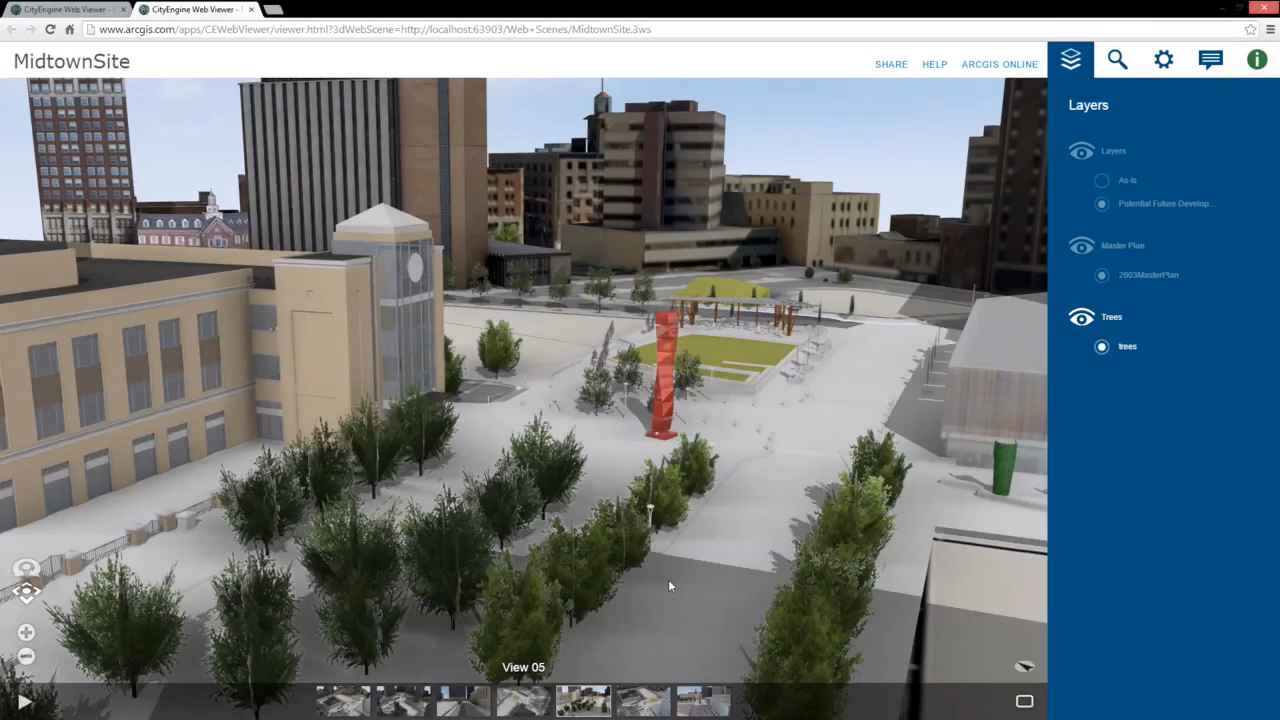 CityEngine Web Viewer -
CityEngine Web Viewer -
www.arcgis.com/apps/CEWebViewer/viewer.html?3dWebScene=http://localhost:63903/Web+Scenes/MidtownSite.3ws
MidtownSite
SHARE HELP ARCGIS ONLINE
Layers
Layers
As-Is
Potential Future Develop...
Master Plan
2003MasterPlan
Trees
trees
View 05